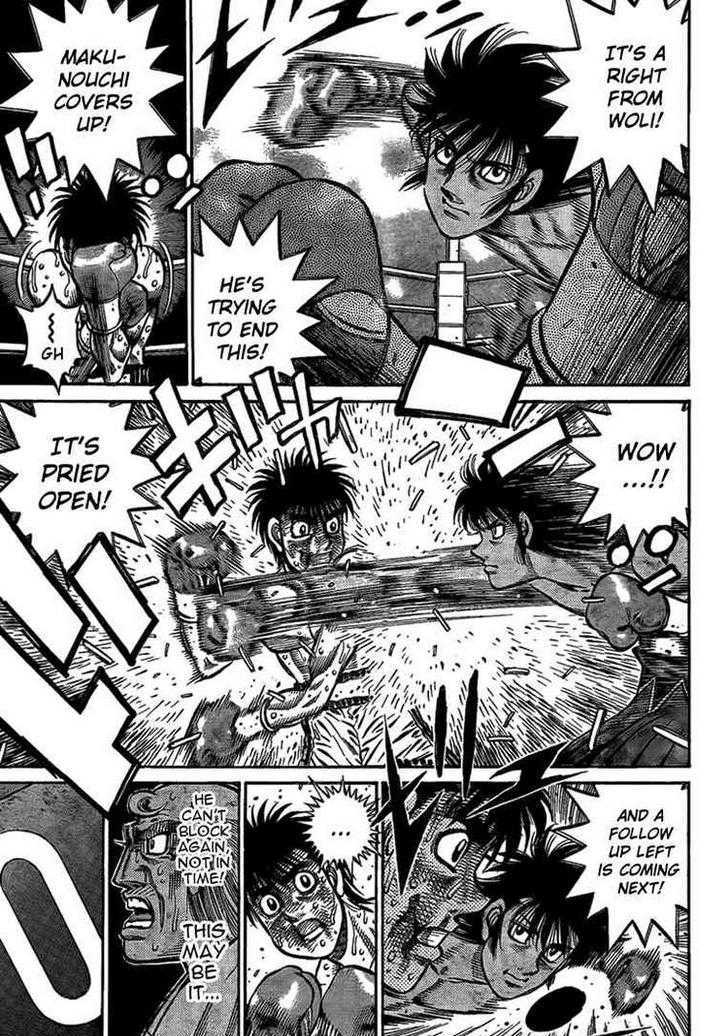 IT'S A
RIGHT
FROM
WOLI!
HE'S
TRYING
TO END
THIS!
MAKU-
NOUCHI
COVERS
UP!
GH
WOW
...!!
IT'S
PRIED
OPEN!
AND A
FOLLOW
UP LEFT
IS COMING
NEXT!
...
HE
CAN'T
BLOCK
AGAIN,
NOT IN
TIME!
THIS
MAY
BE
IT...